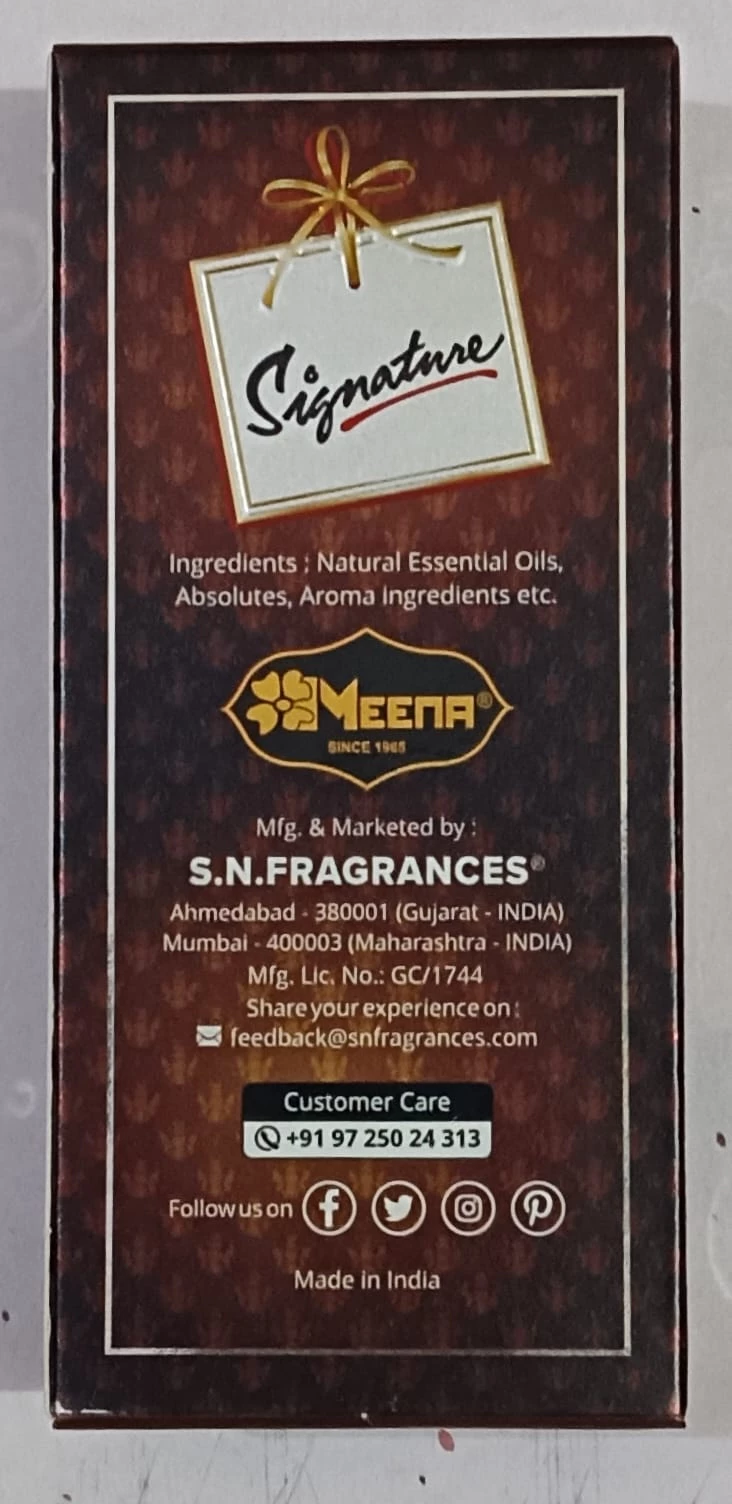 Signature
Ingredients : Natural Essential Oils,
Absolutes, Aroma Ingredients etc.
MEENA®
SINCE 1965
Mfg. & Marketed by :
S.N.FRAGRANCES®
Ahmedabad - 380001 (Gujarat - INDIA)
Mumbai - 400003 (Maharashtra - INDIA)
Mfg. Lic. No.: GC/1744
Share your experience on :
feedback@snfragrances.com
Customer Care
+91 97 250 24 313
Follow us on
Made in India